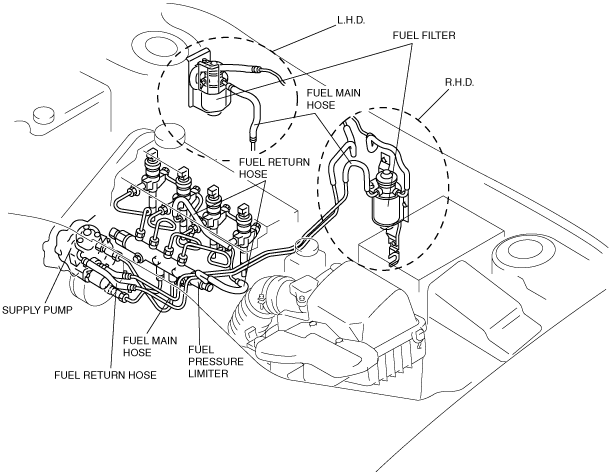 L.H.D.
FUEL FILTER
R.H.D.
FUEL MAIN
HOSE
FUEL RETURN
HOSE
SUPPLY PUMP
FUEL MAIN
HOSE
FUEL
PRESSURE
LIMITER
FUEL RETURN HOSE